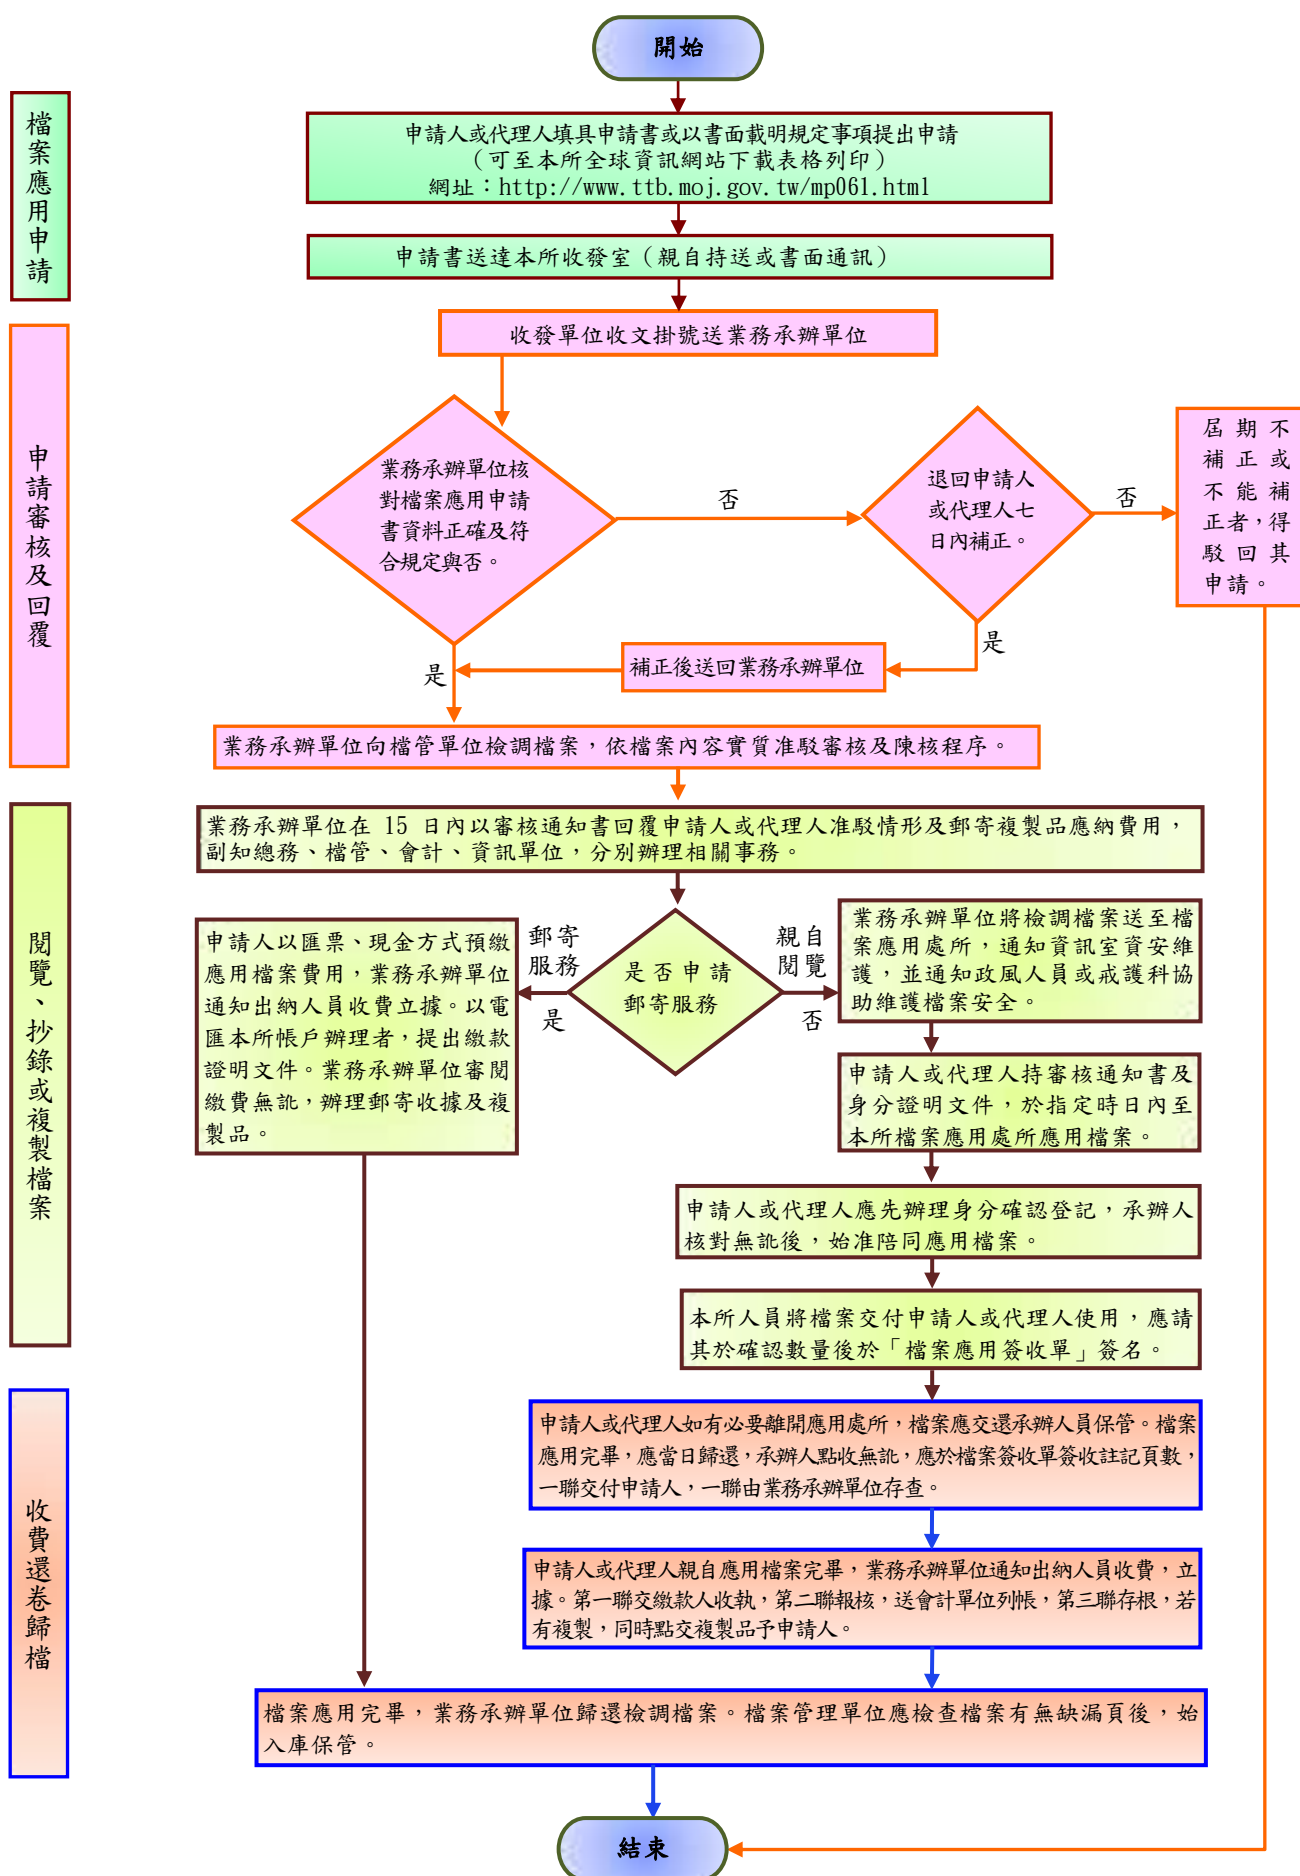 開始
檔案應用申請
申請人或代理人填具申請書或以書面載明規定事項提出申請
（可至本所全球資訊網站下載表格列印）
網址：http://www.ttb.moj.gov.tw/mp061.html
申請書送達本所收發室（親自持送或書面通訊）
申請審核及回覆
收發單位收文掛號送業務承辦單位
業務承辦單位核
對檔案應用申請
書資料正確及符
合規定與否。
否
退回申請人
或代理人七
日內補正。
否
屆期不
補正或
不能補
正者，得
駁回其
申請。
是
補正後送回業務承辦單位
是
業務承辦單位向檔管單位檢調檔案，依檔案內容實質准駁審核及陳核程序。
閱覽、抄錄或複製檔案
業務承辦單位在 15 日內以審核通知書回覆申請人或代理人准駁情形及郵寄複製品應納費用，
副知總務、檔管、會計、資訊單位，分別辦理相關事務。
申請人以匯票、現金方式預繳
應用檔案費用，業務承辦單位
通知出納人員收費立據。以電
匯本所帳戶辦理者，提出繳款
證明文件。業務承辦單位審閱
繳費無訛，辦理郵寄收據及複
製品。
郵寄
服務
是
是否申請
郵寄服務
親自
閱覽
否
業務承辦單位將檢調檔案送至檔
案應用處所，通知資訊室資安維
護，並通知政風人員或戒護科協
助維護檔案安全。
申請人或代理人持審核通知書及
身分證明文件，於指定時日內至
本所檔案應用處所應用檔案。
申請人或代理人應先辦理身分確認登記，承辦人
核對無訛後，始准陪同應用檔案。
本所人員將檔案交付申請人或代理人使用，應請
其於確認數量後於「檔案應用簽收單」簽名。
收費還卷歸檔
申請人或代理人如有必要離開應用處所，檔案應交還承辦人員保管。檔案
應用完畢，應當日歸還，承辦人點收無訛，應於檔案簽收單簽收註記頁數，
一聯交付申請人，一聯由業務承辦單位存查。
申請人或代理人親自應用檔案完畢，業務承辦單位通知出納人員收費，立
據。第一聯交繳款人收執，第二聯報核，送會計單位列帳，第三聯存根，若
有複製，同時點交複製品予申請人。
檔案應用完畢，業務承辦單位歸還檢調檔案。檔案管理單位應檢查檔案有無缺漏頁後，始
入庫保管。
結束